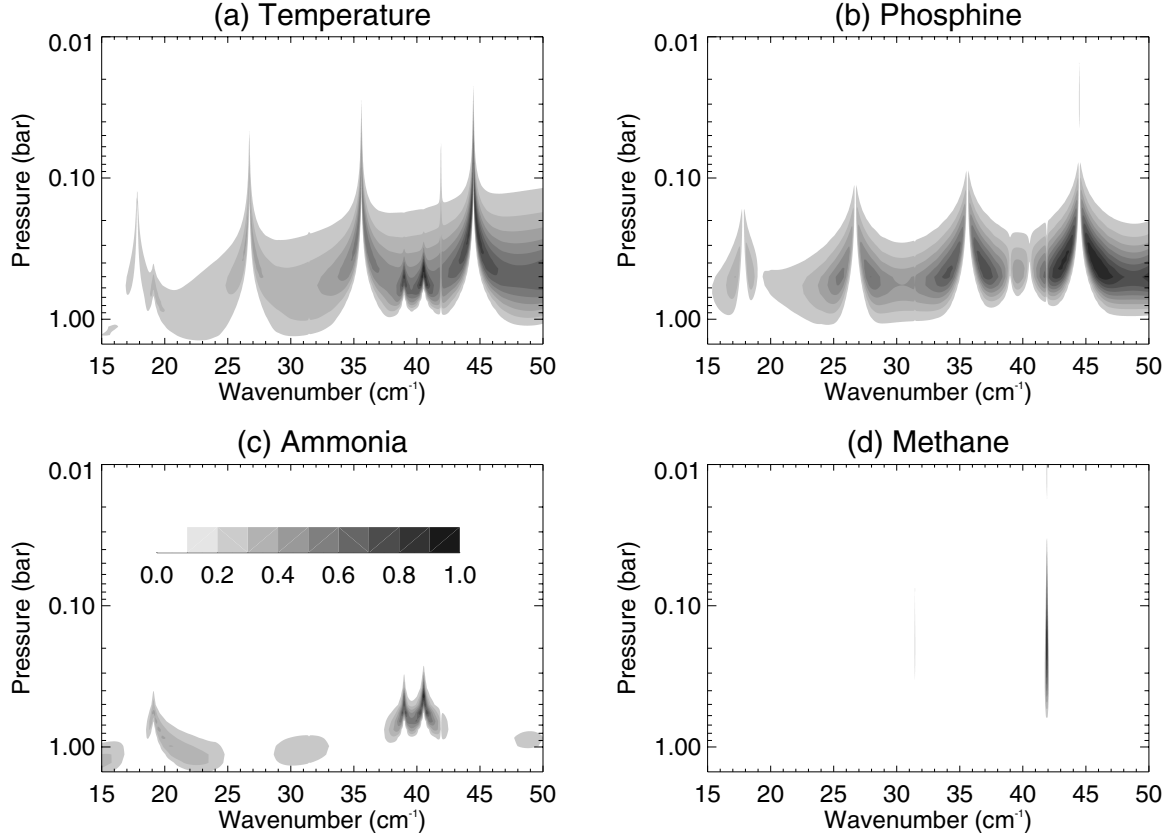 (a) Temperature
0.01
0.10
1.00
Pressure (bar)
15 20 25 30 35 40 45 50
Wavenumber (cm⁻¹)
(b) Phosphine
0.01
0.10
1.00
Pressure (bar)
15 20 25 30 35 40 45 50
Wavenumber (cm⁻¹)
(c) Ammonia
0.01
0.10
1.00
Pressure (bar)
0.0 0.2 0.4 0.6 0.8 1.0
15 20 25 30 35 40 45 50
Wavenumber (cm⁻¹)
(d) Methane
0.01
0.10
1.00
Pressure (bar)
15 20 25 30 35 40 45 50
Wavenumber (cm⁻¹)